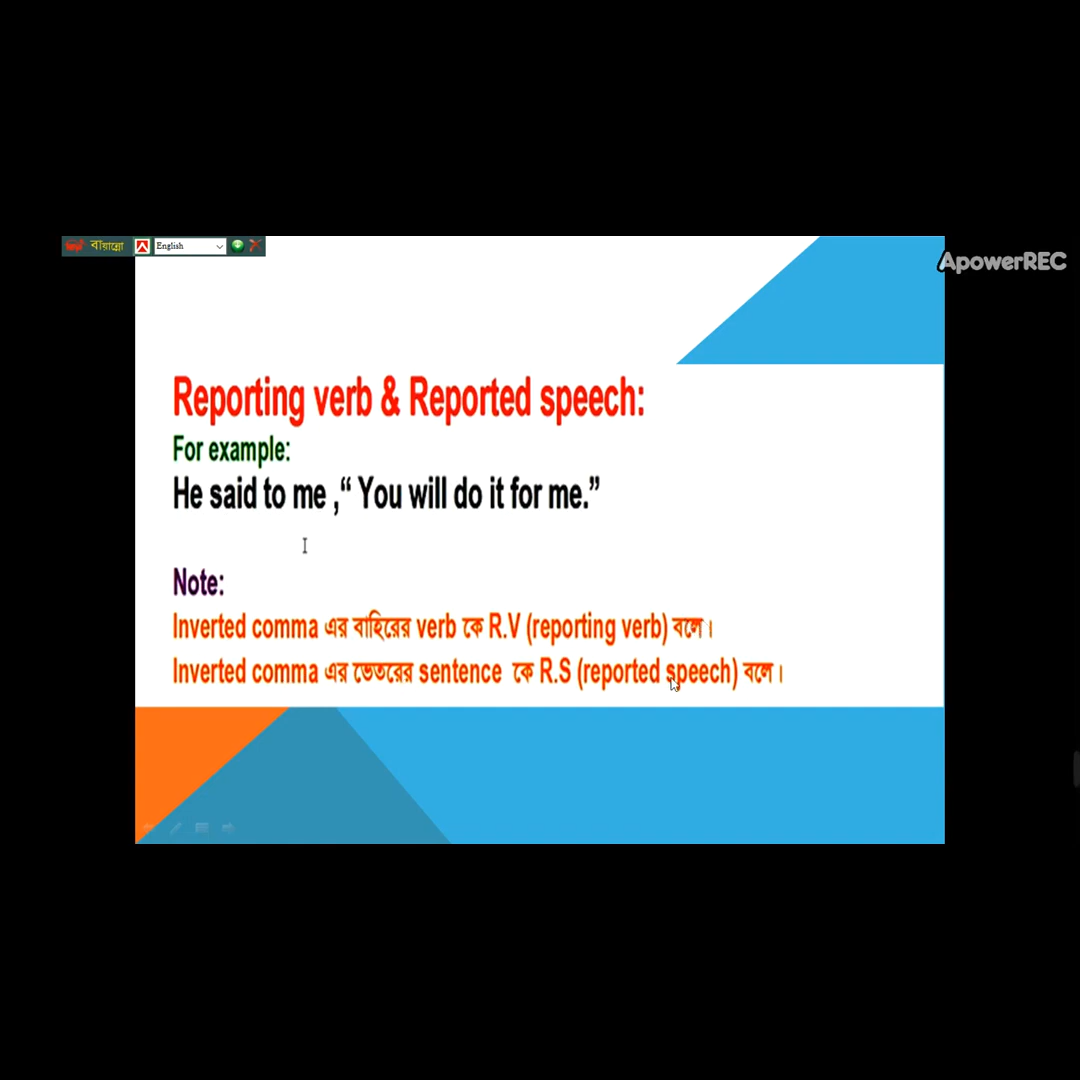 বায়ান্নো English
ApowerREC
Reporting verb & Reported speech:
For example:
He said to me ,“ You will do it for me.”
Note:
Inverted comma এর বাহিরের verb কে R.V (reporting verb) বলে।
Inverted comma এর ভেতরের sentence কে R.S (reported speech) বলে।